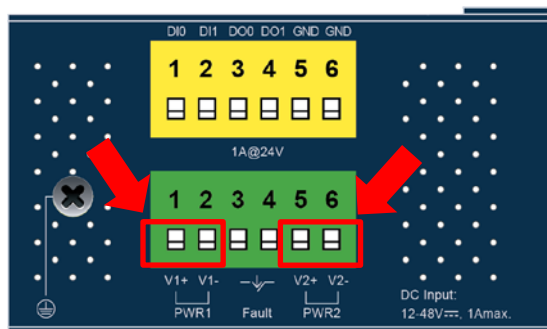 DI0 DI1 DO0 DO1 GND GND
1 2 3 4 5 6
1A@24V
1 2 3 4 5 6
V1+ V1- V2+ V2-
PWR1 Fault PWR2
DC Input:
12-48V⎓, 1Amax.